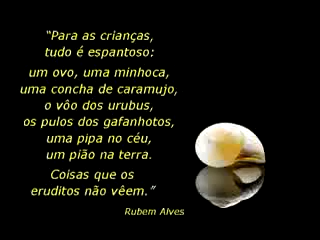 “Para as crianças,
tudo é espantoso:
um ovo, uma minhoca,
uma concha de caramujo,
o vôo dos urubus,
os pulos dos gafanhotos,
uma pipa no céu,
um pião na terra.
Coisas que os
eruditos não vêem.”
Rubem Alves